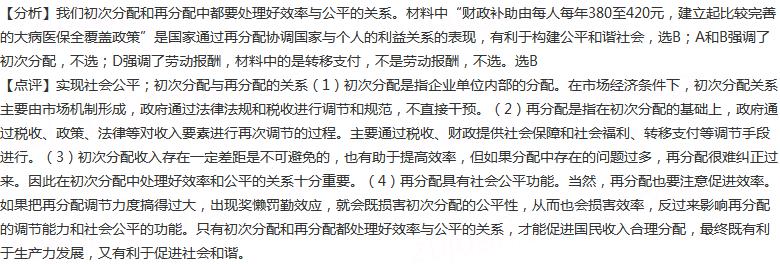 【分析】我们初次分配和再分配中都要处理好效率与公平的关系。材料中“财政补助由每人每年380至420元，建立起比较完善
的大病医保全覆盖政策”是国家通过再分配协调国家与个人的利益关系的表现，有利于构建公平和谐社会，选B；A和B强调了
初次分配，不选；D强调了劳动报酬，材料中的是转移支付，不是劳动报酬，不选。选B
【点评】实现社会公平；初次分配与再分配的关系（1）初次分配是指企业单位内部的分配。在市场经济条件下，初次分配关系
主要由市场机制形成，政府通过法律法规和税收进行调节和规范，不直接干预。（2）再分配是指在初次分配的基础上，政府通
过税收、政策、法律等对收入要素进行再次调节的过程。主要通过税收、财政提供社会保障和社会福利、转移支付等调节手段
进行。（3）初次分配收入存在一定差距是不可避免的，也有助于提高效率，但如果分配中存在的问题过多，再分配很难纠正过
来。因此在初次分配中处理好效率和公平的关系十分重要。（4）再分配具有社会公平功能。当然，再分配也要注意促进效率。
如果把再分配调节力度搞得过大，出现奖懒罚勤效应，就会既损害初次分配的公平性，从而也会损害效率，反过来影响再分配
的调节能力和社会公平的功能。只有初次分配和再分配都处理好效率与公平的关系，才能促进国民收入合理分配，最终既有利
于生产力发展，又有利于促进社会和谐。